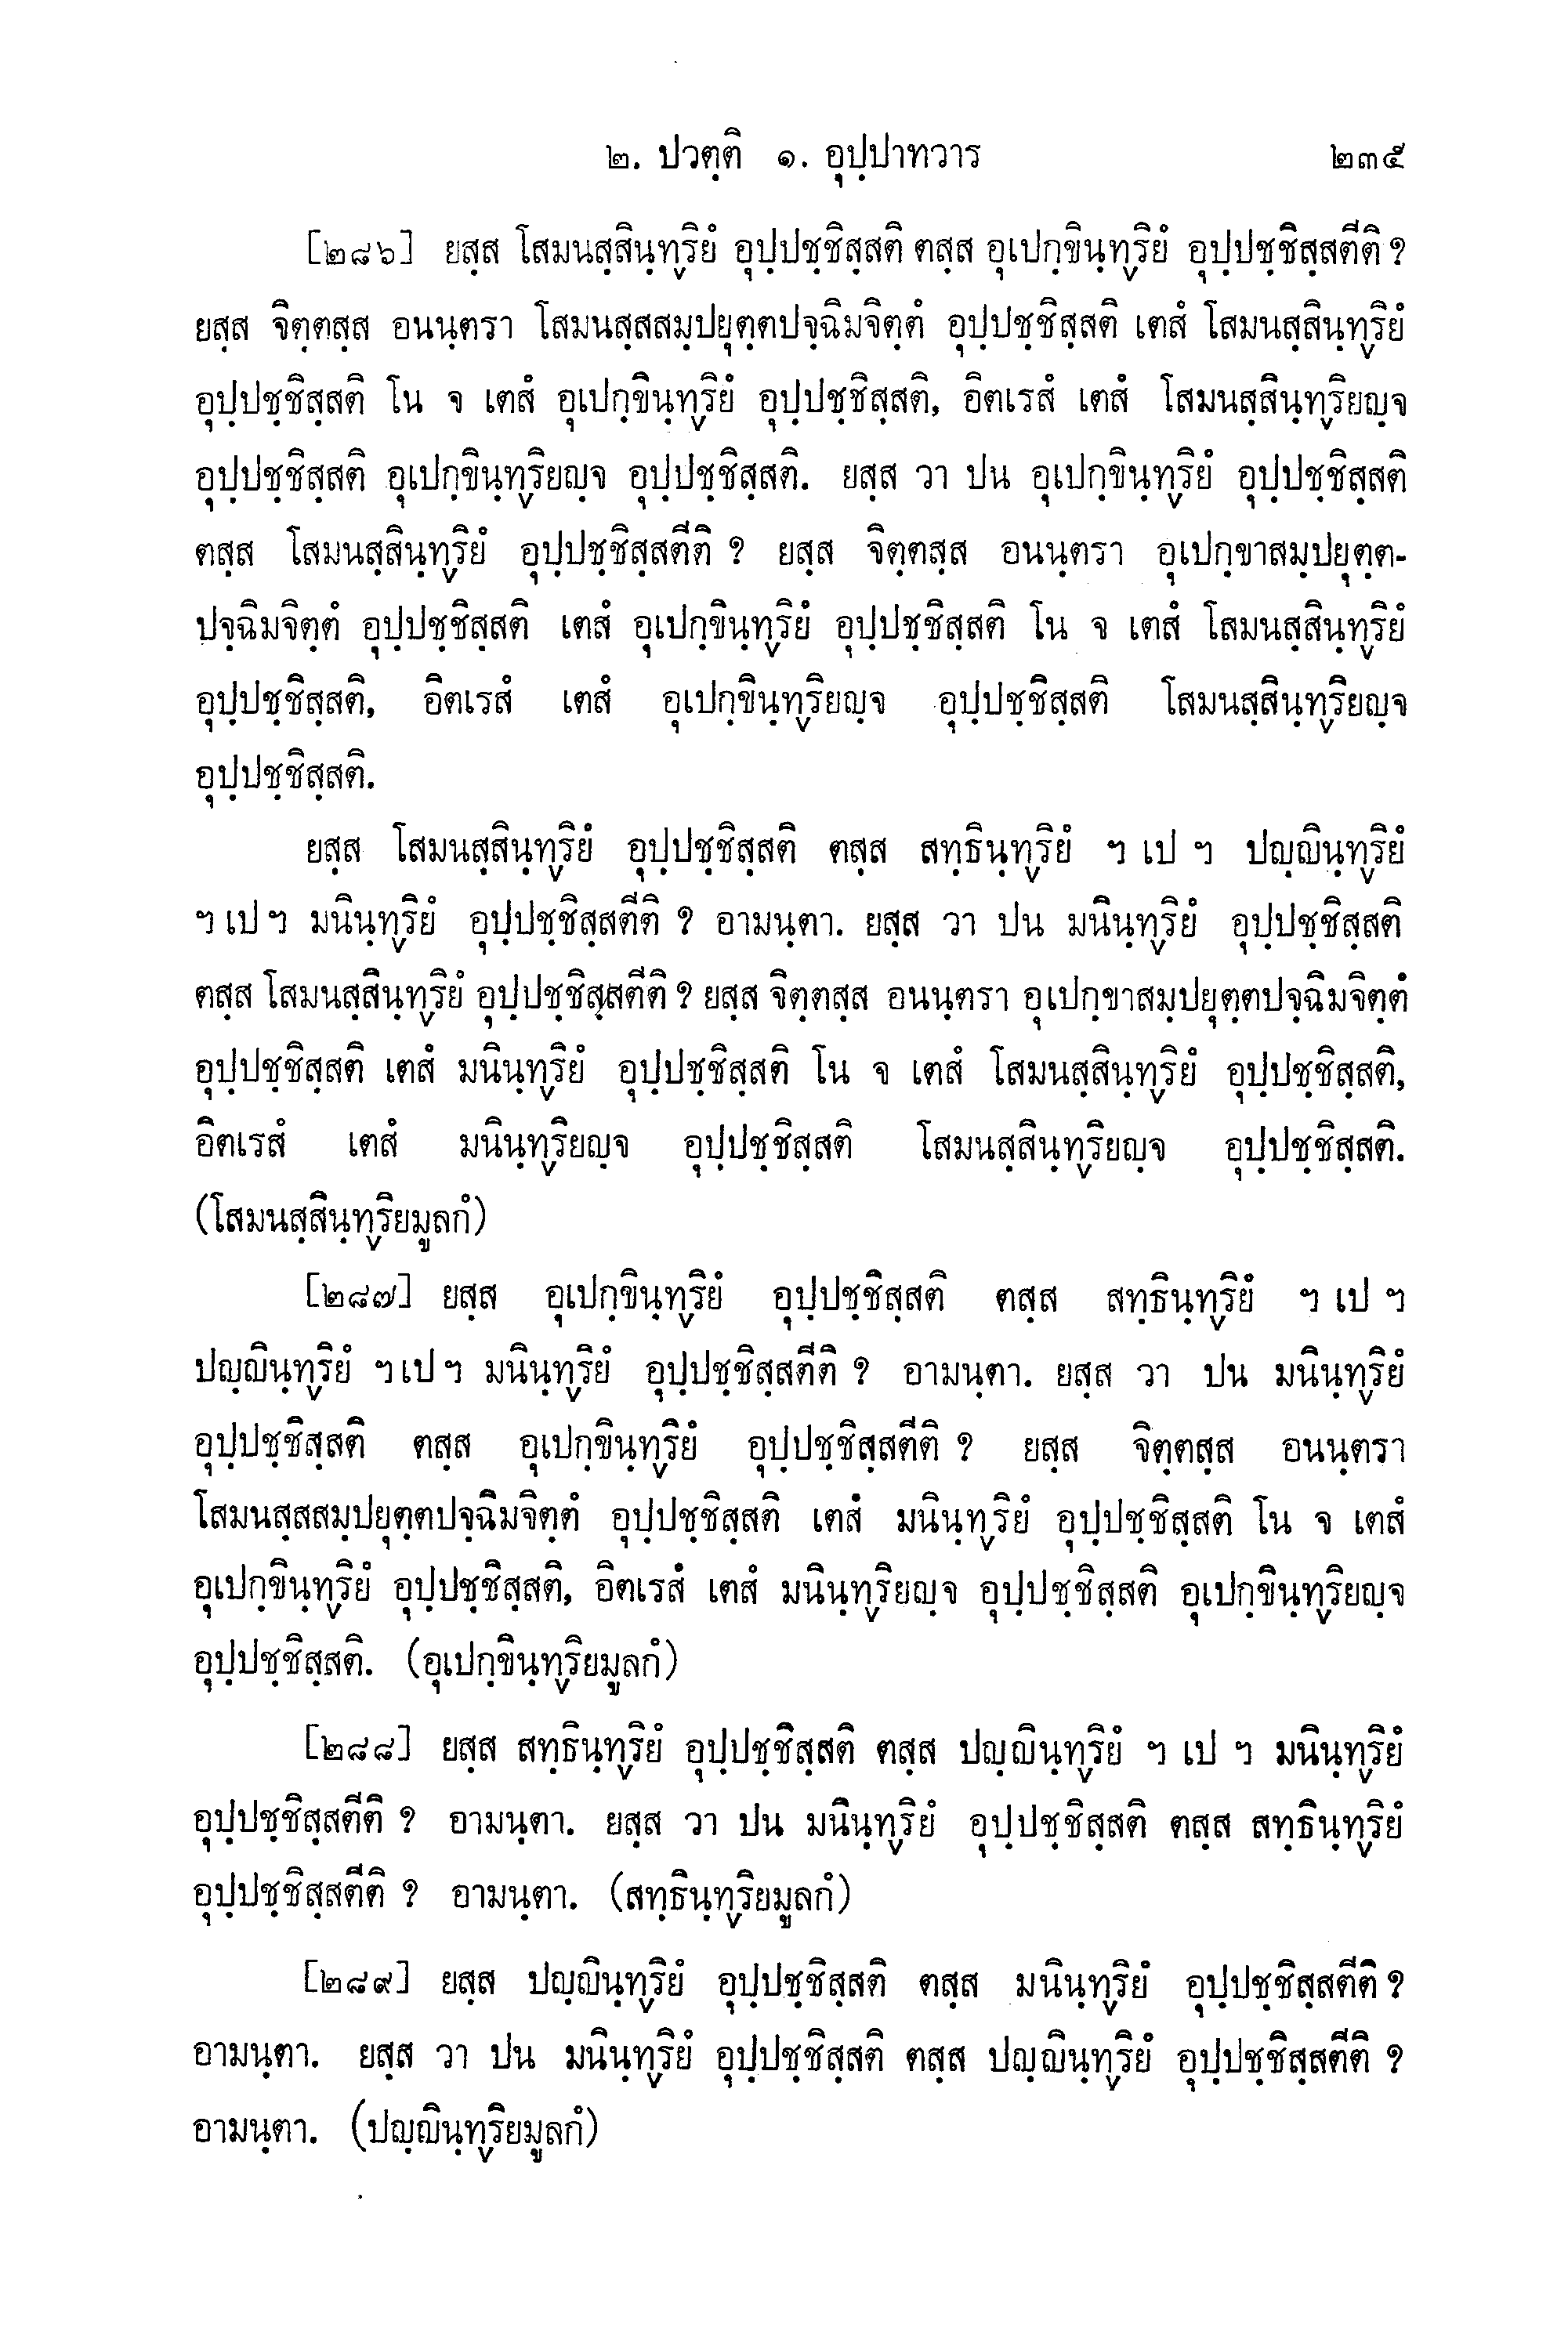 ๒. ปวตฺติ ๑. อุปฺปาทวาร ๒๓๕
[๒๘๖] ยสฺส โสมนสฺสินฺทฺริยํ อุปฺปชฺชิสฺสติ ตสฺส อุเปกฺขินฺทฺริยํ อุปฺปชฺชิสฺสตีติ ?
ยสฺส จิตฺตสฺส อนนฺตรา โสมนสฺสสมฺปยุตฺตปจฺฉิมจิตฺตํ อุปฺปชฺชิสฺสติ เตสํ โสมนสฺสินฺทฺริยํ
อุปฺปชฺชิสฺสติ โน จ เตสํ อุเปกฺขินฺทฺริยํ อุปฺปชฺชิสฺสติ, อิตเรสํ เตสํ โสมนสฺสินฺทฺริยญฺจ
อุปฺปชฺชิสฺสติ อุเปกฺขินฺทฺริยญฺจ อุปฺปชฺชิสฺสติ. ยสฺส วา ปน อุเปกฺขินฺทฺริยํ อุปฺปชฺชิสฺสติ
ตสฺส โสมนสฺสินฺทฺริยํ อุปฺปชฺชิสฺสตีติ ? ยสฺส จิตฺตสฺส อนนฺตรา อุเปกฺขาสมฺปยุตฺต-
ปจฺฉิมจิตฺตํ อุปฺปชฺชิสฺสติ เตสํ อุเปกฺขินฺทฺริยํ อุปฺปชฺชิสฺสติ โน จ เตสํ โสมนสฺสินฺทฺริยํ
อุปฺปชฺชิสฺสติ, อิตเรสํ เตสํ อุเปกฺขินฺทฺริยญฺจ อุปฺปชฺชิสฺสติ โสมนสฺสินฺทฺริยญฺจ
อุปฺปชฺชิสฺสติ.
ยสฺส โสมนสฺสินฺทฺริยํ อุปฺปชฺชิสฺสติ ตสฺส สทฺธินฺทฺริยํ ฯ เป ฯ ปญฺญินฺทฺริยํ
ฯ เป ฯ มนินฺทฺริยํ อุปฺปชฺชิสฺสตีติ ? อามนฺตา. ยสฺส วา ปน มนินฺทฺริยํ อุปฺปชฺชิสฺสติ
ตสฺส โสมนสฺสินฺทฺริยํ อุปฺปชฺชิสฺสตีติ ? ยสฺส จิตฺตสฺส อนนฺตรา อุเปกฺขาสมฺปยุตฺตปจฺฉิมจิตฺตํ
อุปฺปชฺชิสฺสติ เตสํ มนินฺทฺริยํ อุปฺปชฺชิสฺสติ โน จ เตสํ โสมนสฺสินฺทฺริยํ อุปฺปชฺชิสฺสติ,
อิตเรสํ เตสํ มนินฺทฺริยญฺจ อุปฺปชฺชิสฺสติ โสมนสฺสินฺทฺริยญฺจ อุปฺปชฺชิสฺสติ.
(โสมนสฺสินฺทฺริยมูลกํ)
[๒๘๗] ยสฺส อุเปกฺขินฺทฺริยํ อุปฺปชฺชิสฺสติ ตสฺส สทฺธินฺทฺริยํ ฯ เป ฯ
ปญฺญินฺทฺริยํ ฯ เป ฯ มนินฺทฺริยํ อุปฺปชฺชิสฺสตีติ ? อามนฺตา. ยสฺส วา ปน มนินฺทฺริยํ
อุปฺปชฺชิสฺสติ ตสฺส อุเปกฺขินฺทฺริยํ อุปฺปชฺชิสฺสตีติ ? ยสฺส จิตฺตสฺส อนนฺตรา
โสมนสฺสสมฺปยุตฺตปจฺฉิมจิตฺตํ อุปฺปชฺชิสฺสติ เตสํ มนินฺทฺริยํ อุปฺปชฺชิสฺสติ โน จ เตสํ
อุเปกฺขินฺทฺริยํ อุปฺปชฺชิสฺสติ, อิตเรสํ เตสํ มนินฺทฺริยญฺจ อุปฺปชฺชิสฺสติ อุเปกฺขินฺทฺริยญฺจ
อุปฺปชฺชิสฺสติ. (อุเปกฺขินฺทฺริยมูลกํ)
[๒๘๘] ยสฺส สทฺธินฺทฺริยํ อุปฺปชฺชิสฺสติ ตสฺส ปญฺญินฺทฺริยํ ฯ เป ฯ มนินฺทฺริยํ
อุปฺปชฺชิสฺสตีติ ? อามนฺตา. ยสฺส วา ปน มนินฺทฺริยํ อุปฺปชฺชิสฺสติ ตสฺส สทฺธินฺทฺริยํ
อุปฺปชฺชิสฺสตีติ ? อามนฺตา. (สทฺธินฺทฺริยมูลกํ)
[๒๘๙] ยสฺส ปญฺญินฺทฺริยํ อุปฺปชฺชิสฺสติ ตสฺส มนินฺทฺริยํ อุปฺปชฺชิสฺสตีติ ?
อามนฺตา. ยสฺส วา ปน มนินฺทฺริยํ อุปฺปชฺชิสฺสติ ตสฺส ปญฺญินฺทฺริยํ อุปฺปชฺชิสฺสตีติ ?
อามนฺตา. (ปญฺญินฺทฺริยมูลกํ)